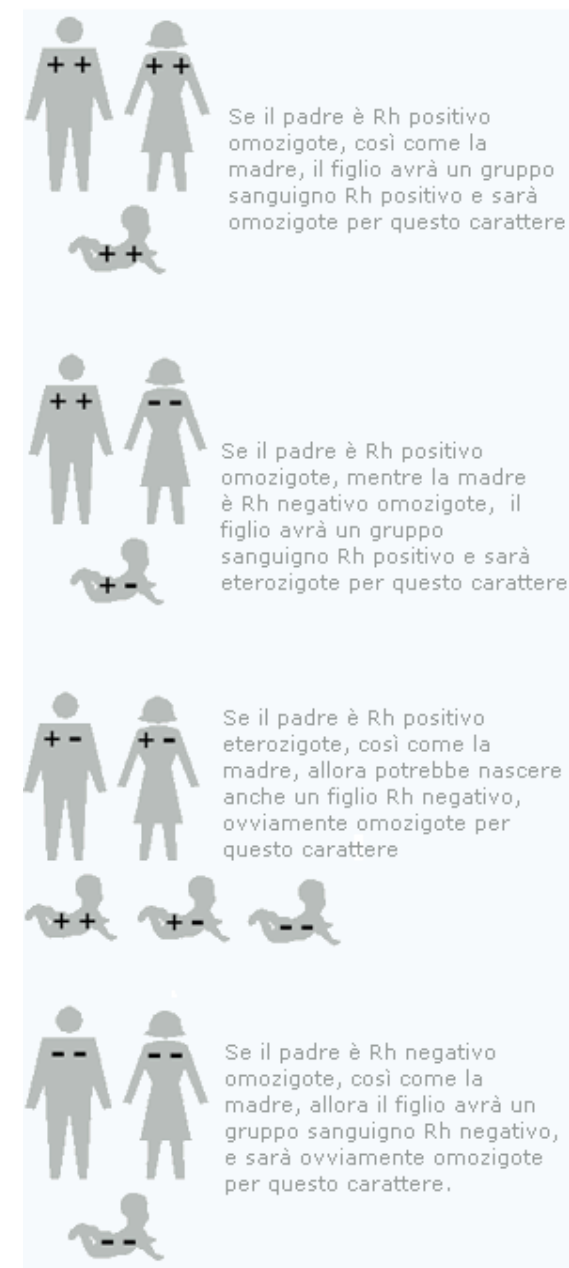 + + + +
Se il padre è Rh positivo
omozigote, così come la
madre, il figlio avrà un gruppo
sanguigno Rh positivo e sarà
omozigote per questo carattere
+ +
+ + - -
Se il padre è Rh positivo
omozigote, mentre la madre
è Rh negativo omozigote, il
figlio avrà un gruppo
sanguigno Rh positivo e sarà
eterozigote per questo carattere
+ -
+ - + -
Se il padre è Rh positivo
eterozigote, così come la
madre, allora potrebbe nascere
anche un figlio Rh negativo,
ovviamente omozigote per
questo carattere
+ + + - - -
- - - -
Se il padre è Rh negativo
omozigote, così come la
madre, allora il figlio avrà un
gruppo sanguigno Rh negativo,
e sarà ovviamente omozigote
per questo carattere.
- -